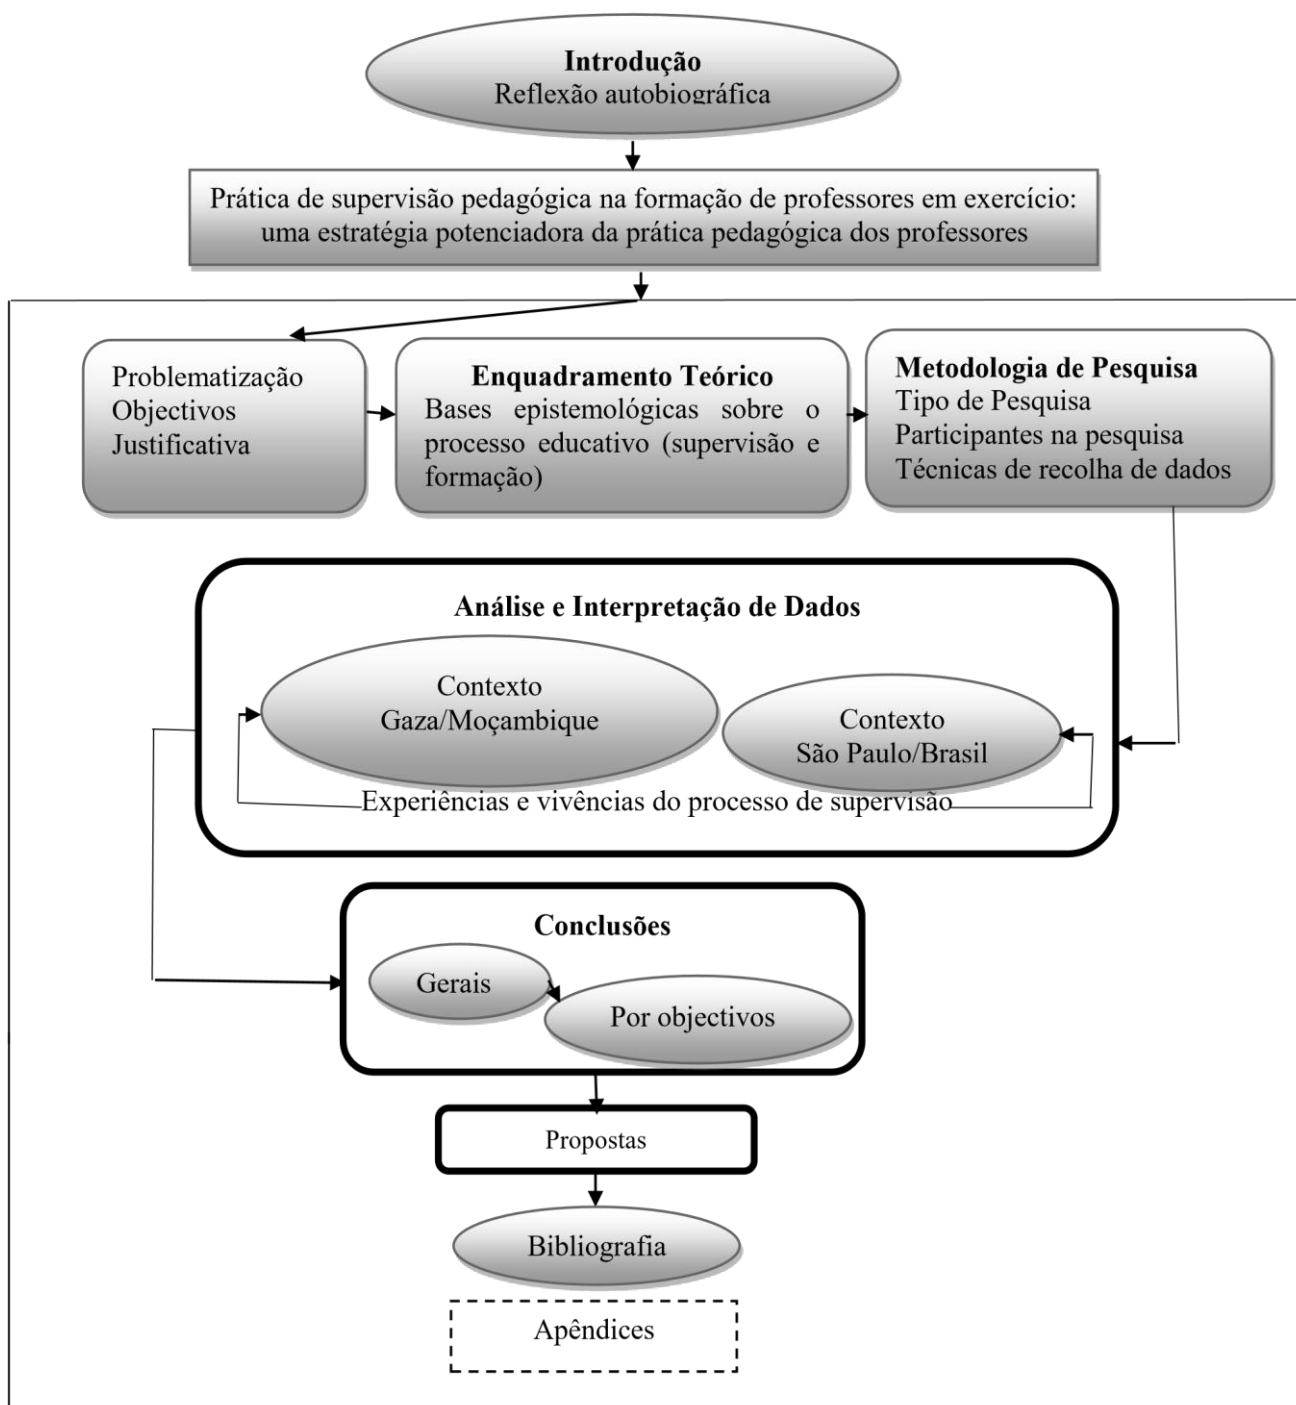 Introdução
Reflexão autobiográfica
Prática de supervisão pedagógica na formação de professores em exercício:
uma estratégia potenciadora da prática pedagógica dos professores
Problematização
Objectivos
Justificativa
Enquadramento Teórico
Bases epistemológicas sobre o
processo educativo (supervisão e
formação)
Metodologia de Pesquisa
Tipo de Pesquisa
Participantes na pesquisa
Técnicas de recolha de dados
Análise e Interpretação de Dados
Contexto
Gaza/Moçambique
Contexto
São Paulo/Brasil
Experiências e vivências do processo de supervisão
Conclusões
Gerais
Por objectivos
Propostas
Bibliografia
Apêndices